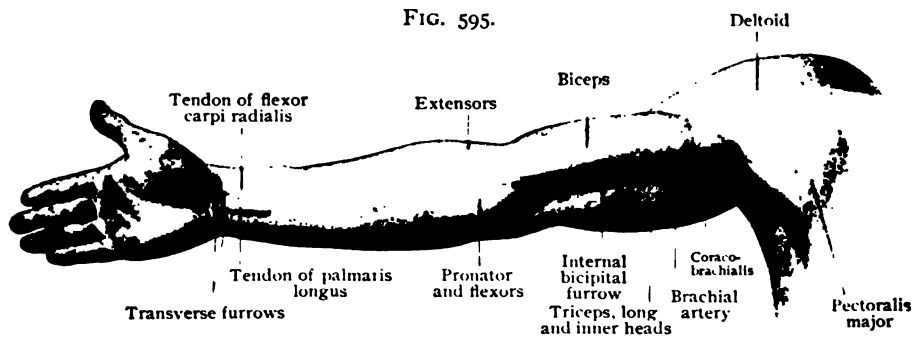 FIG. 595.
Deltoid
Biceps
Tendon of flexor
carpi radialis
Extensors
Tendon of palmaris
longus
Transverse furrows
Pronator
and flexors
Internal
bicipital
furrow
Triceps, long
and inner heads
Coraco-
brachialis
Brachial
artery
Pectoralis
major